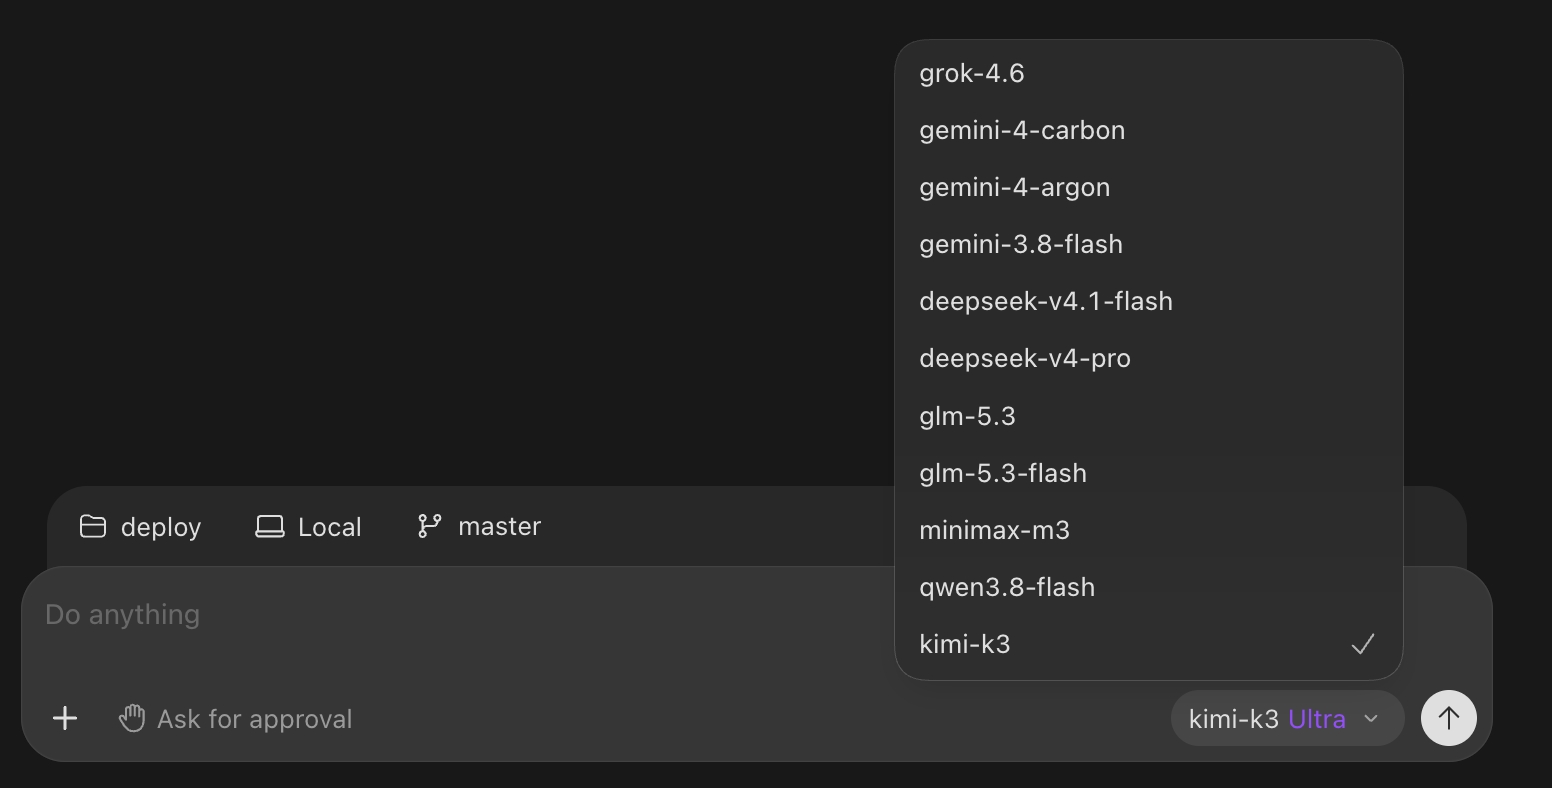 grok-4.6
gemini-4-carbon
gemini-4-argon
gemini-3.8-flash
deepseek-v4.1-flash
deepseek-v4-pro
glm-5.3
glm-5.3-flash
minimax-m3
qwen3.8-flash
kimi-k3
deploy Local master
Do anything
Ask for approval kimi-k3 Ultra